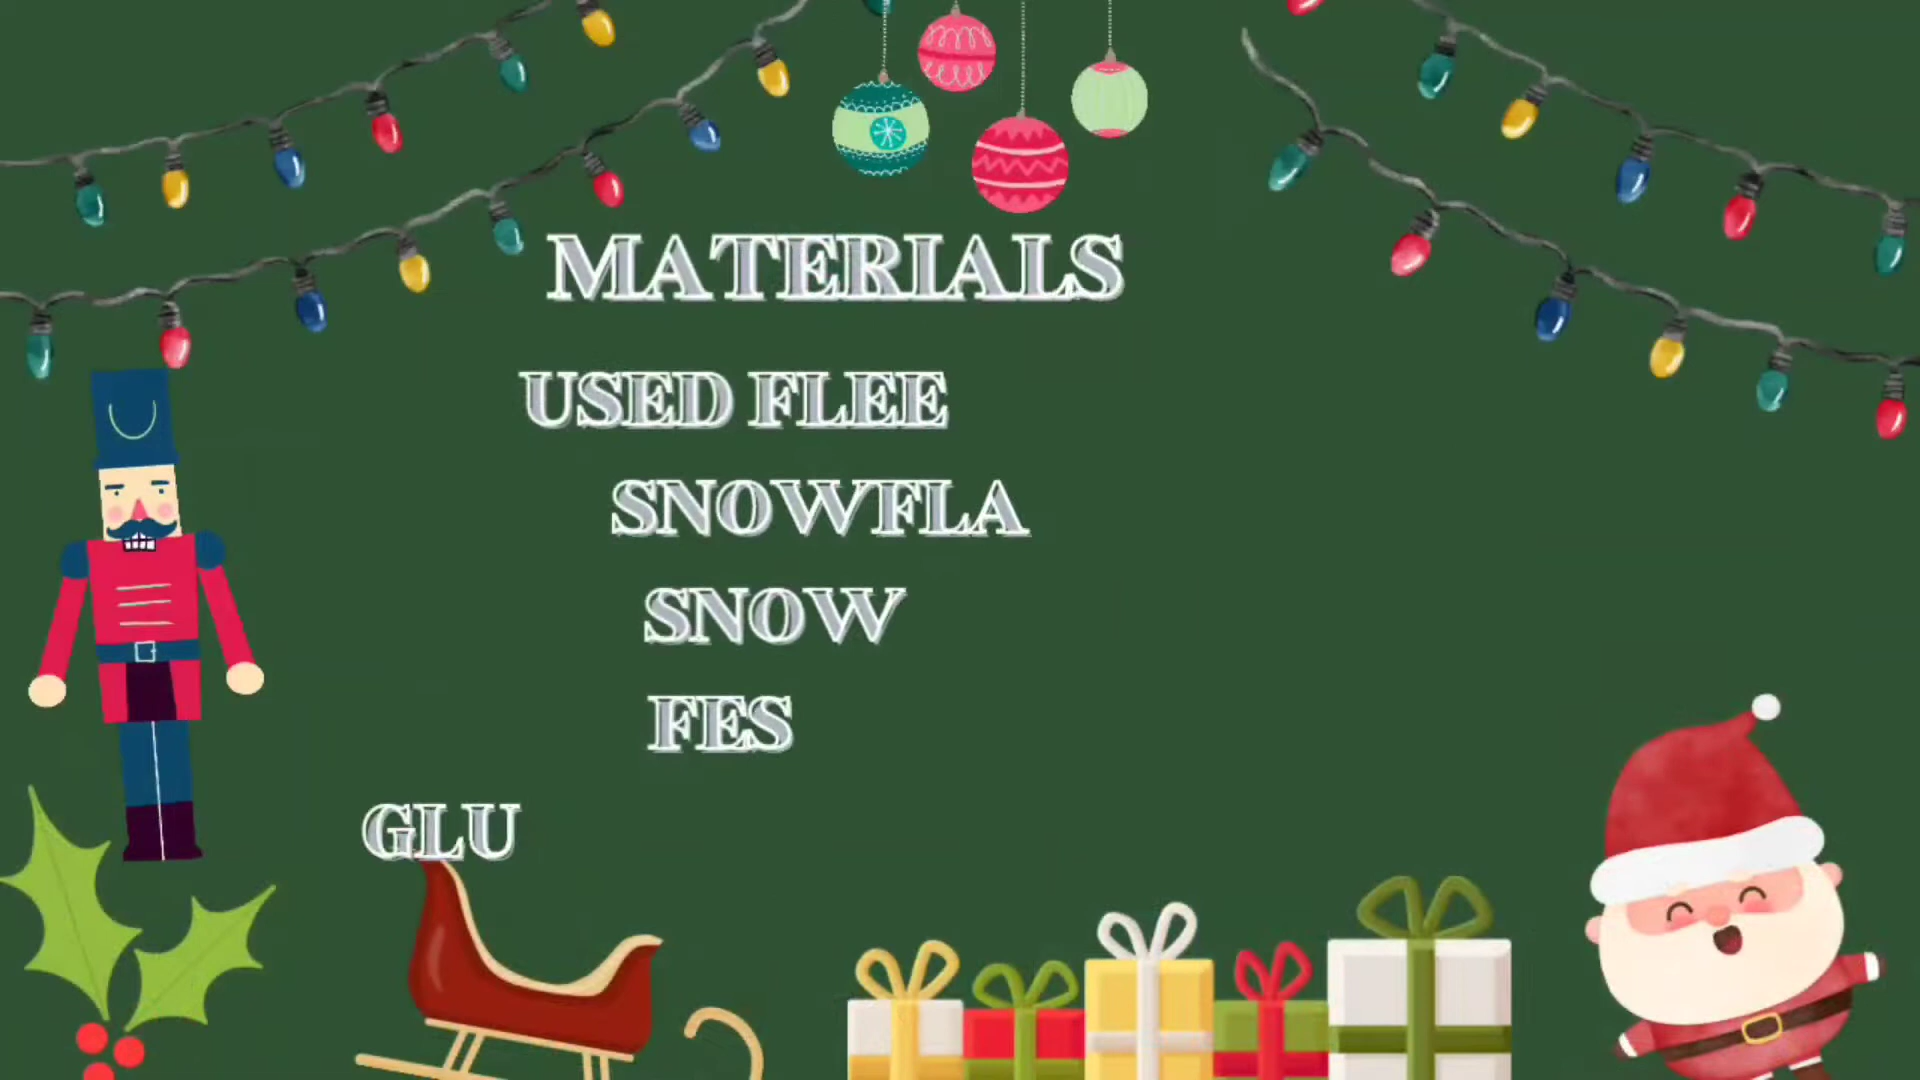 MATERIALS
USED FLEE
SNOWFLA
SNOW
FES
GLU